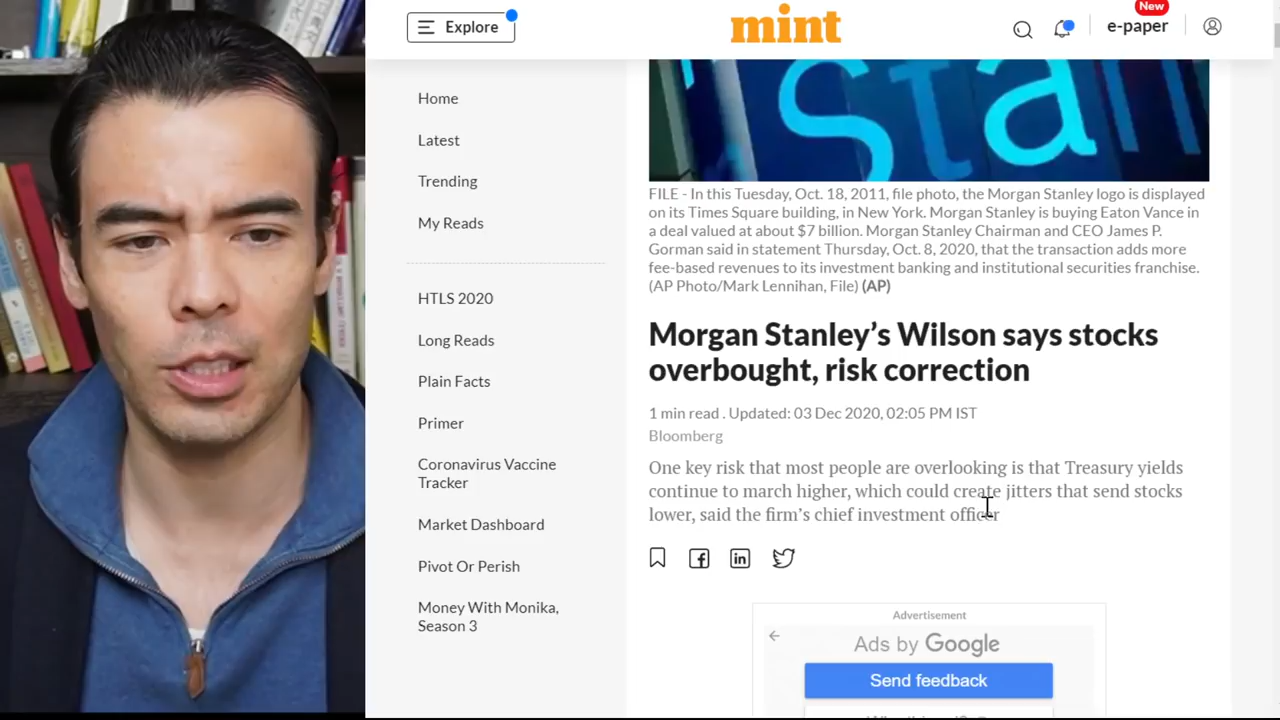 Explore
mint
New
e-paper
Home
Latest
Trending
My Reads
HTLS 2020
Long Reads
Plain Facts
Primer
Coronavirus Vaccine
Tracker
Market Dashboard
Pivot Or Perish
Money With Monika,
Season 3
Sta
FILE - In this Tuesday, Oct. 18, 2011, file photo, the Morgan Stanley logo is displayed
on its Times Square building, in New York. Morgan Stanley is buying Eaton Vance in
a deal valued at about $7 billion. Morgan Stanley Chairman and CEO James P.
Gorman said in statement Thursday, Oct. 8, 2020, that the transaction adds more
fee-based revenues to its investment banking and institutional securities franchise.
(AP Photo/Mark Lennihan, File) (AP)
Morgan Stanley’s Wilson says stocks
overbought, risk correction
1 min read . Updated: 03 Dec 2020, 02:05 PM IST
Bloomberg
One key risk that most people are overlooking is that Treasury yields
continue to march higher, which could create jitters that send stocks
lower, said the firm’s chief investment officer
Advertisement
Ads by Google
Send feedback